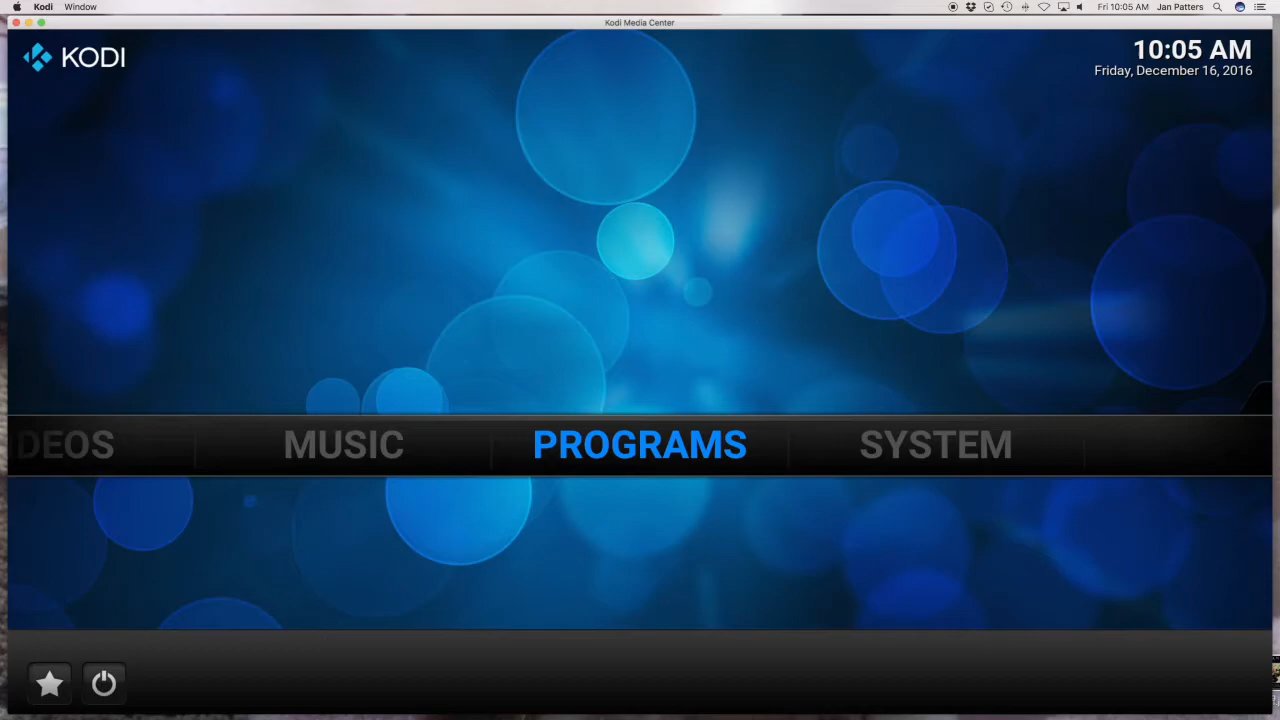 Kodi Window Fri 10:05 AM Jan Patters
Kodi Media Center
KODI
10:05 AM
Friday, December 16, 2016
DEOS MUSIC PROGRAMS SYSTEM